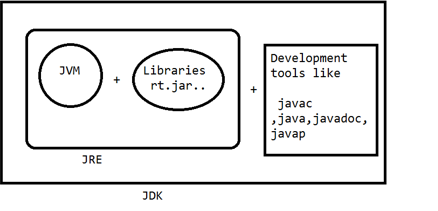 JVM
+
Libraries
rt.jar..
+
Development
tools like
javac
,java,javadoc,
javap
JRE
JDK